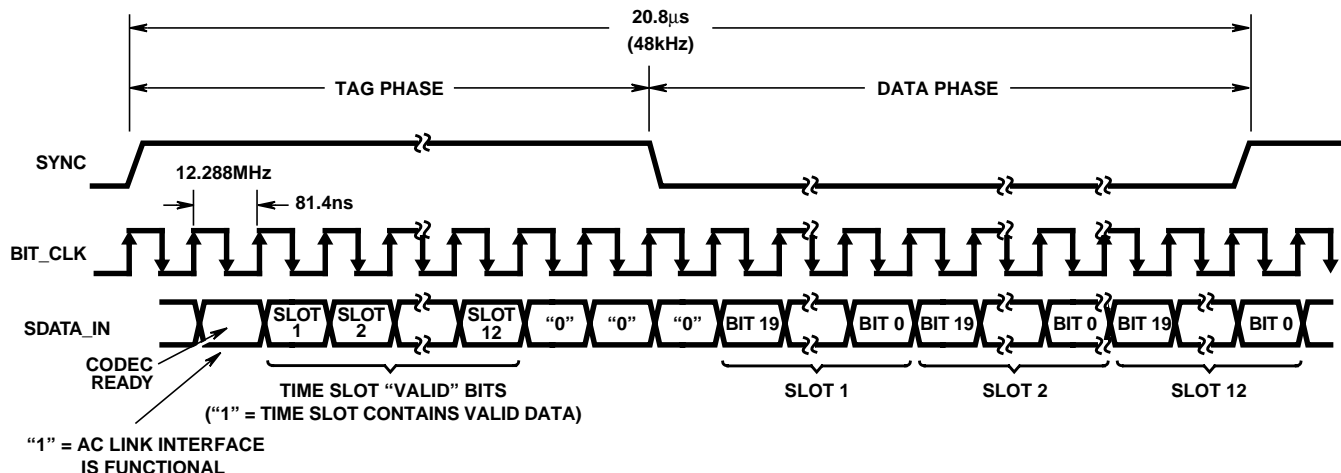 20.8µs
(48kHz)
TAG PHASE
DATA PHASE
SYNC
12.288MHz
81.4ns
BIT_CLK
SDATA_IN
SLOT
1
SLOT
2
SLOT
12
“0”
“0”
“0”
BIT 19
BIT 0
BIT 19
BIT 0
BIT 19
BIT 0
CODEC
READY
TIME SLOT “VALID” BITS
(“1” = TIME SLOT CONTAINS VALID DATA)
SLOT 1
SLOT 2
SLOT 12
“1” = AC LINK INTERFACE
IS FUNCTIONAL